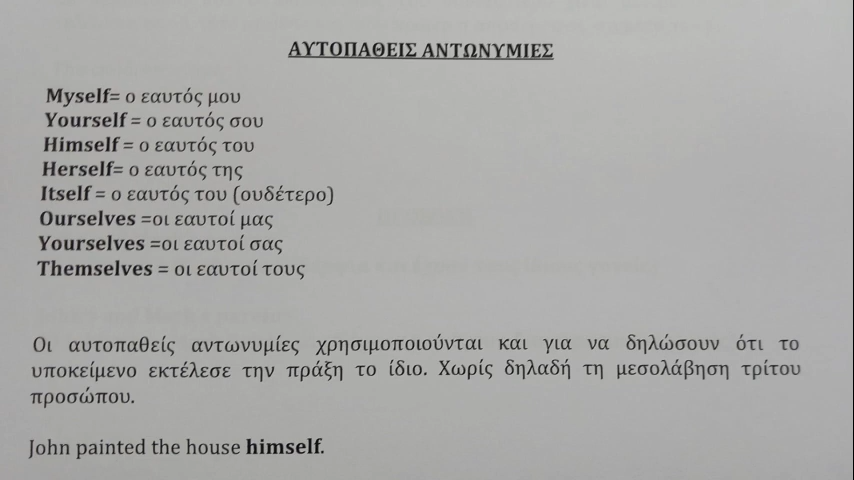 ΑΥΤΟΠΑΘΕΙΣ ΑΝΤΩΝΥΜΙΕΣ
Myself= ο εαυτός μου
Yourself = ο εαυτός σου
Himself = ο εαυτός του
Herself= ο εαυτός της
Itself = ο εαυτός του (ουδέτερο)
Ourselves =οι εαυτοί μας
Yourselves =οι εαυτοί σας
Themselves = οι εαυτοί τους
Οι αυτοπαθείς αντωνυμίες χρησιμοποιούνται και για να δηλώσουν ότι το
υποκείμενο εκτέλεσε την πράξη το ίδιο. Χωρίς δηλαδή τη μεσολάβηση τρίτου
προσώπου.
John painted the house himself.